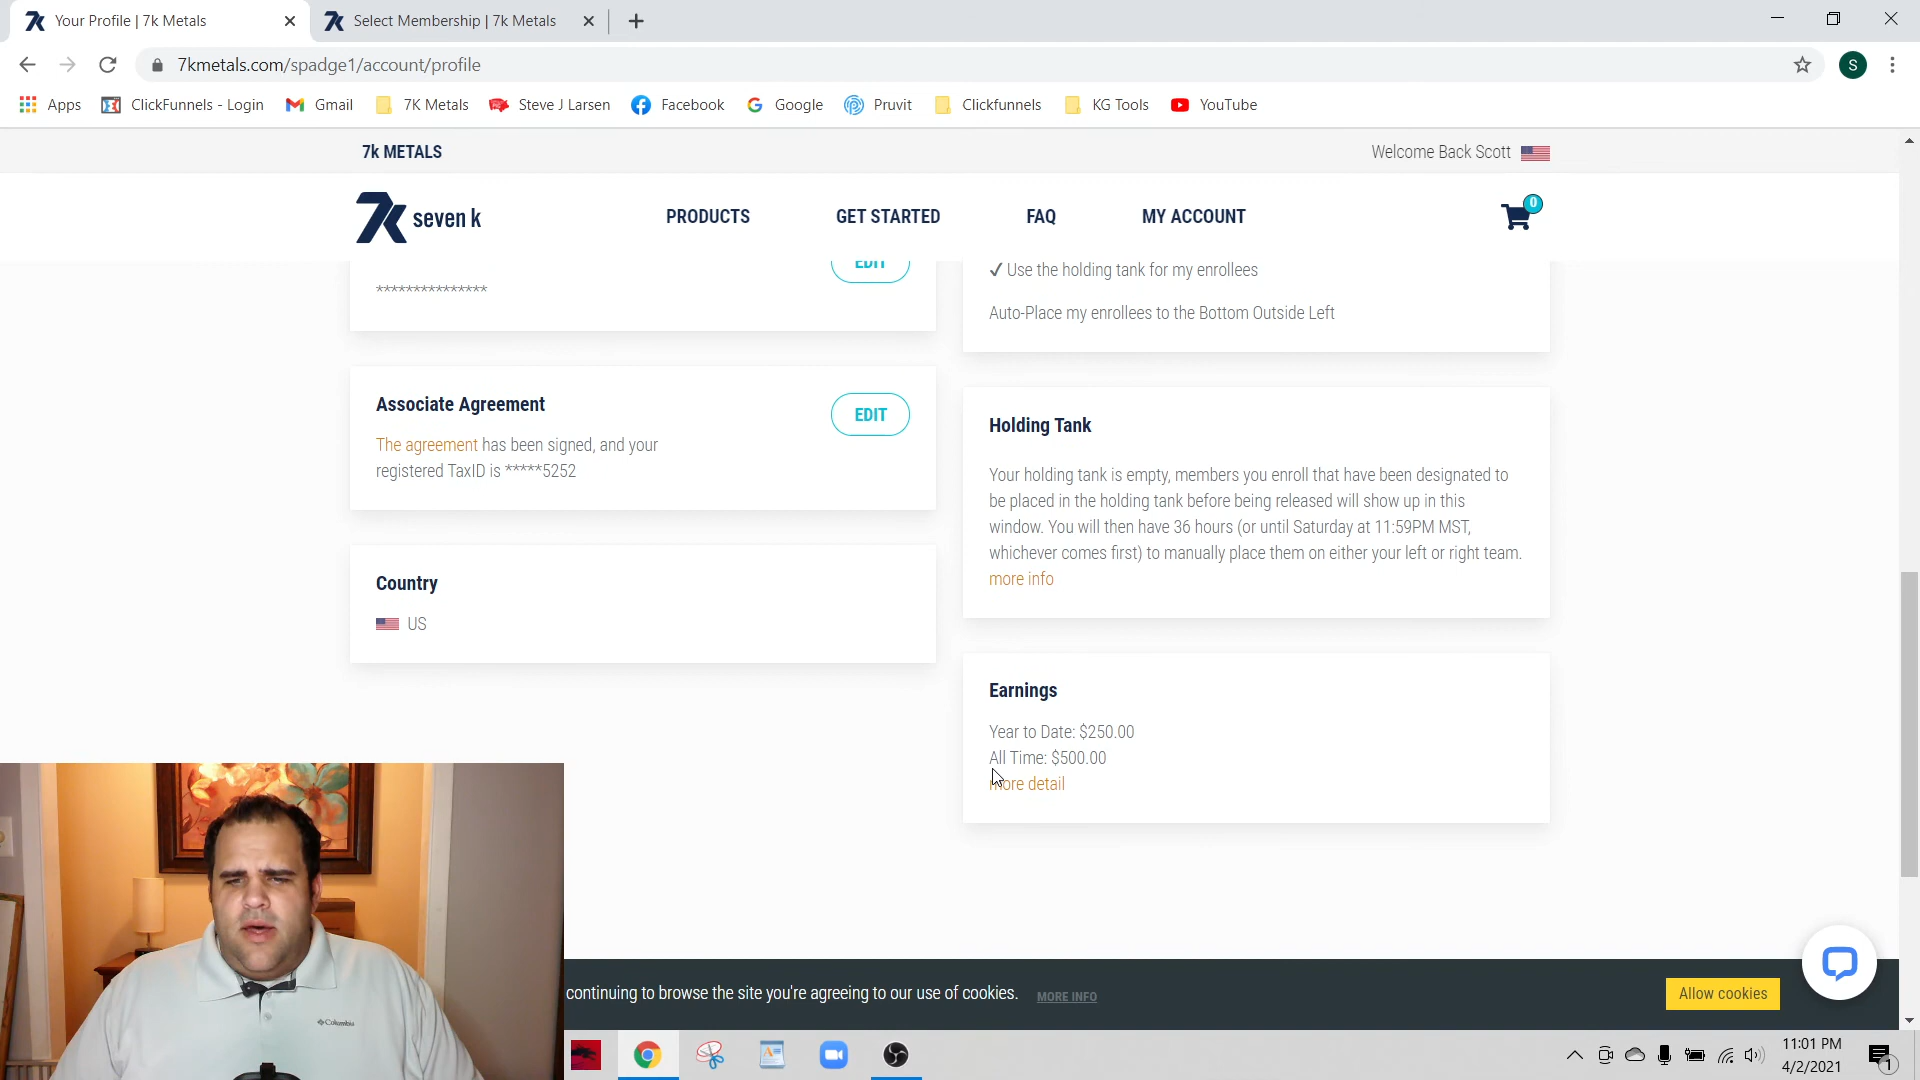 Your Profile | 7k Metals
Select Membership | 7k Metals
7kmetals.com/spadge1/account/profile
S
Apps
ClickFunnels - Login
Gmail
7K Metals
Steve J Larsen
Facebook
Google
Pruvit
Clickfunnels
KG Tools
YouTube
7k METALS
Welcome Back Scott
7k seven k
PRODUCTS
GET STARTED
FAQ
MY ACCOUNT
0
***************
EDIT
✓ Use the holding tank for my enrollees
Auto-Place my enrollees to the Bottom Outside Left
Associate Agreement
EDIT
The agreement has been signed, and your
registered TaxID is *****5252
Country
US
Holding Tank
Your holding tank is empty, members you enroll that have been designated to
be placed in the holding tank before being released will show up in this
window. You will then have 36 hours (or until Saturday at 11:59PM MST,
whichever comes first) to manually place them on either your left or right team.
more info
Earnings
Year to Date: $250.00
All Time: $500.00
more detail
Columbia
continuing to browse the site you're agreeing to our use of cookies.
MORE INFO
Allow cookies
11:01 PM
4/2/2021
1